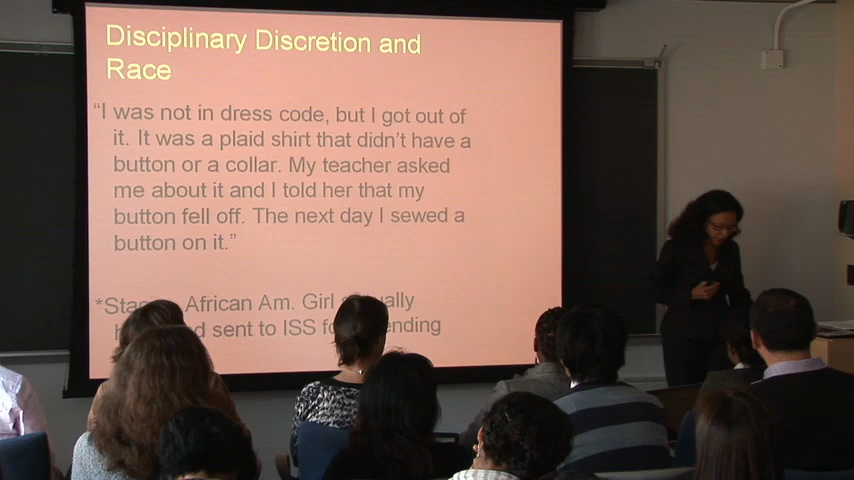 Disciplinary Discretion and
Race
“I was not in dress code, but I got out of
it. It was a plaid shirt that didn’t have a
button or a collar. My teacher asked
me about it and I told her that my
button fell off. The next day I sewed a
button on it.”
African Am. Girl
sent to ISS